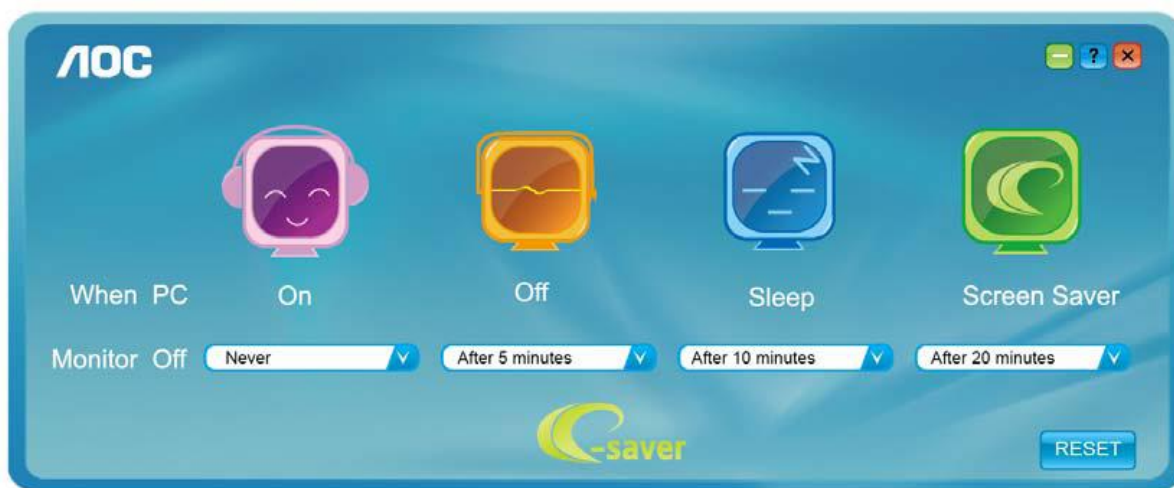 AOC
?
When PC On Off Sleep Screen Saver
Monitor Off Never After 5 minutes After 10 minutes After 20 minutes
e-saver
RESET